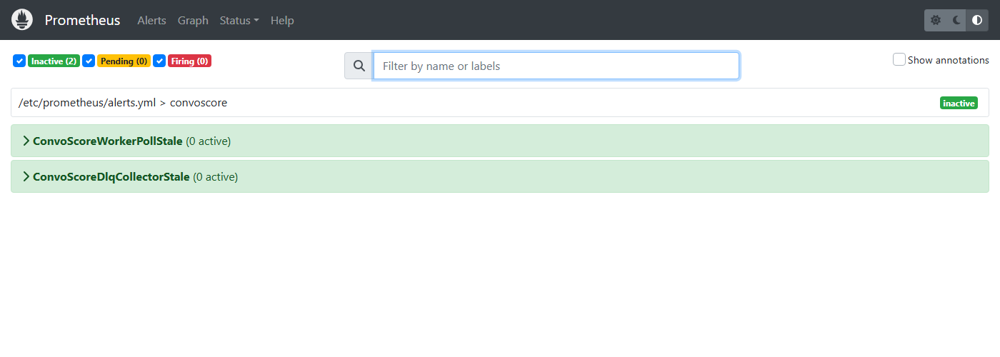 Prometheus Alerts Graph Status Help
Inactive (2) Pending (0) Firing (0) Filter by name or labels Show annotations
/etc/prometheus/alerts.yml > convoscore inactive
ConvoScoreWorkerPollStale (0 active)
ConvoScoreDlqCollectorStale (0 active)